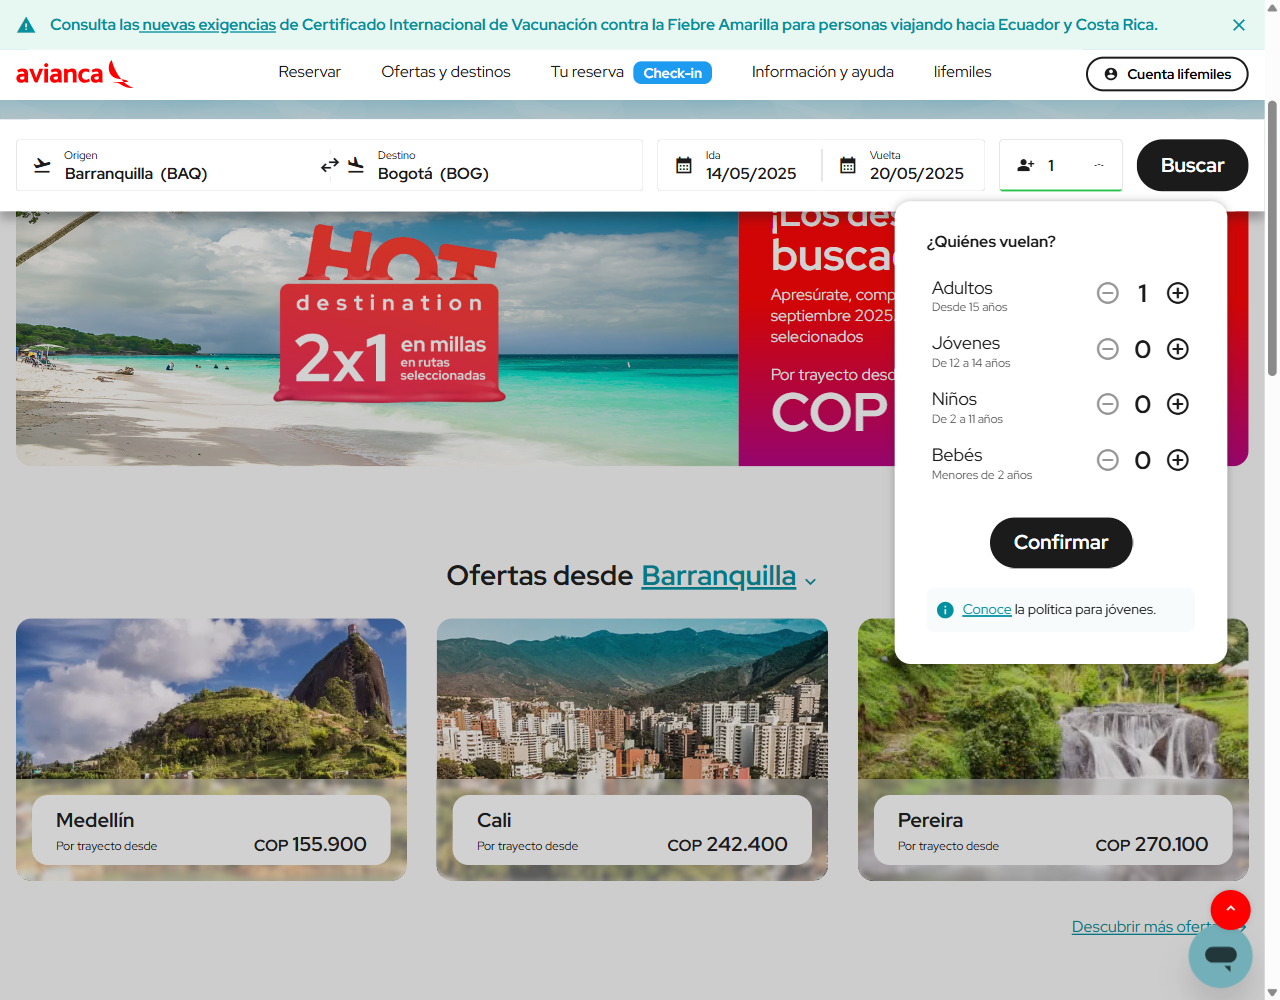 Consulta las nuevas exigencias de Certificado Internacional de Vacunación contra la Fiebre Amarilla para personas viajando hacia Ecuador y Costa Rica.
avianca
Reservar
Ofertas y destinos
Tu reserva
Check-in
Información y ayuda
lifemiles
Cuenta lifemiles
Origen
Barranquilla (BAQ)
Destino
Bogotá (BOG)
Ida
14/05/2025
Vuelta
20/05/2025
1
Buscar
HOT
destination
2x1
en millas
en rutas
seleccionadas
¡Los
busca
Apresúrate, comp
septiembre 2025.
selecionados
Por trayecto desd
COP
¿Quiénes vuelan?
Adultos
Desde 15 años
1
Jóvenes
De 12 a 14 años
0
Niños
De 2 a 11 años
0
Bebés
Menores de 2 años
0
Confirmar
Conoce la política para jóvenes.
Ofertas desde Barranquilla
Medellín
Por trayecto desde
COP 155.900
Cali
Por trayecto desde
COP 242.400
Pereira
Por trayecto desde
COP 270.100
Descubrir más ofert